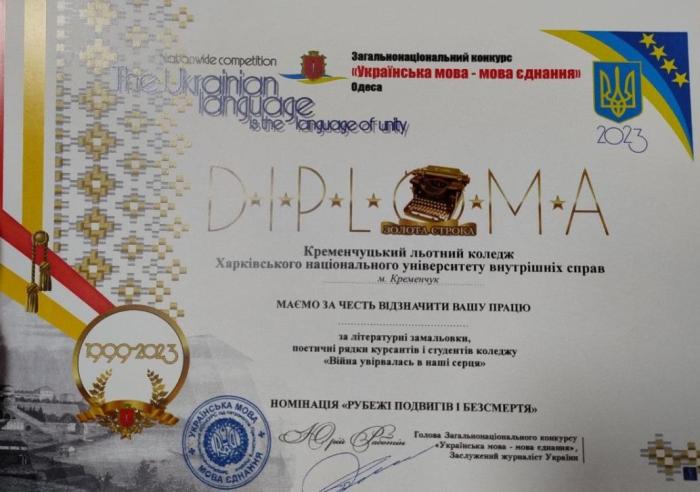 Nationwide competition
The Ukrainian
language
is the language of unity
Загальнонаціональний конкурс
«Українська мова - мова єднання»
Одеса
2023
D·I·P·L·O·M·A
ЗОЛОТА СТРОКА
Кременчуцький льотний коледж
Харківського національного університету внутрішніх справ
м. Кременчук
МАЄМО ЗА ЧЕСТЬ ВІДЗНАЧИТИ ВАШУ ПРАЦЮ
за літературні замальовки,
поетичні рядки курсантів і студентів коледжу
«Війна увірвалась в наші серця»
1999-2023
НОМІНАЦІЯ «РУБЕЖІ ПОДВИГІВ І БЕЗСМЕРТЯ»
УКРАЇНСЬКА МОВА
МОВА ЄДНАННЯ
Юрій Работін
Голова Загальнонаціонального конкурсу
«Українська мова - мова єднання»,
Заслужений журналіст України